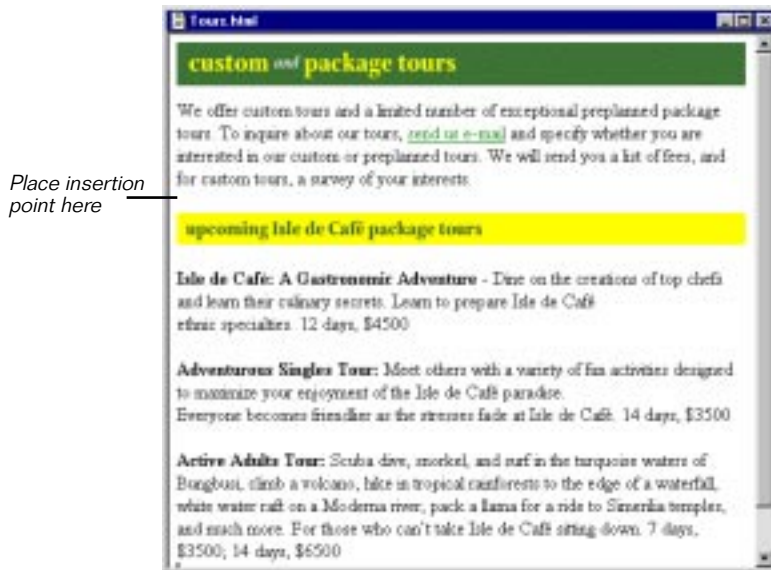 Tours.html
custom and package tours
We offer custom tours and a limited number of exceptional preplanned package
tours. To inquire about our tours, send us e-mail and specify whether you are
interested in our custom or preplanned tours. We will send you a list of fees, and
for custom tours, a survey of your interests.
Place insertion
point here
upcoming Isle de Café package tours
Isle de Café: A Gastronomic Adventure - Dine on the creations of top chefs
and learn their culinary secrets. Learn to prepare Isle de Café
ethnic specialties. 12 days, $4500
Adventurous Singles Tour: Meet others with a variety of fun activities designed
to maximize your enjoyment of the Isle de Café paradise.
Everyone becomes friendlier as the stresses fade at Isle de Café. 14 days, $3500
Active Adults Tour: Scuba dive, snorkel, and surf in the turquoise waters of
Bungbusi, climb a volcano, hike in tropical rainforests to the edge of a waterfall,
white water raft on a Moderna river, pack a llama for a ride to Simerilia temples,
and much more. For those who can't take Isle de Café sitting down. 7 days,
$3500; 14 days, $6500